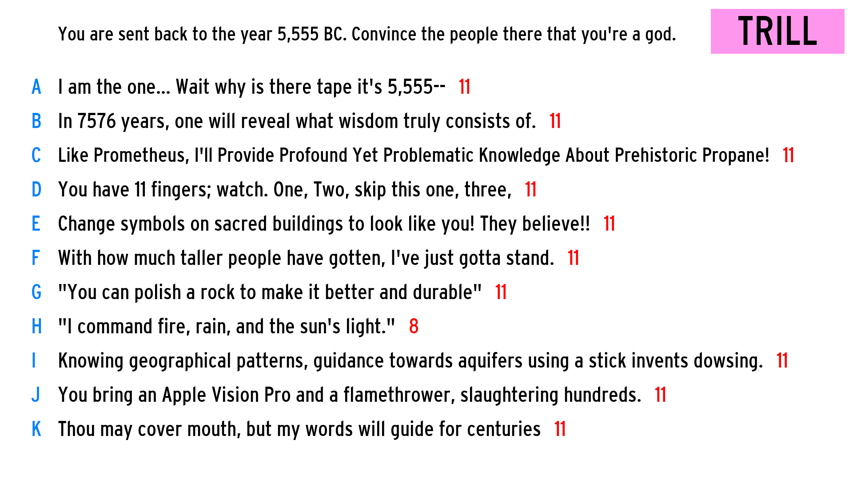 You are sent back to the year 5,555 BC. Convince the people there that you're a god.
TRILL
A I am the one... Wait why is there tape it's 5,555-- 11
B In 7576 years, one will reveal what wisdom truly consists of. 11
C Like Prometheus, I'll Provide Profound Yet Problematic Knowledge About Prehistoric Propane! 11
D You have 11 fingers; watch. One, Two, skip this one, three, 11
E Change symbols on sacred buildings to look like you! They believe!! 11
F With how much taller people have gotten, I've just gotta stand. 11
G "You can polish a rock to make it better and durable" 11
H "I command fire, rain, and the sun's light." 8
I Knowing geographical patterns, guidance towards aquifers using a stick invents dowsing. 11
J You bring an Apple Vision Pro and a flamethrower, slaughtering hundreds. 11
K Thou may cover mouth, but my words will guide for centuries 11